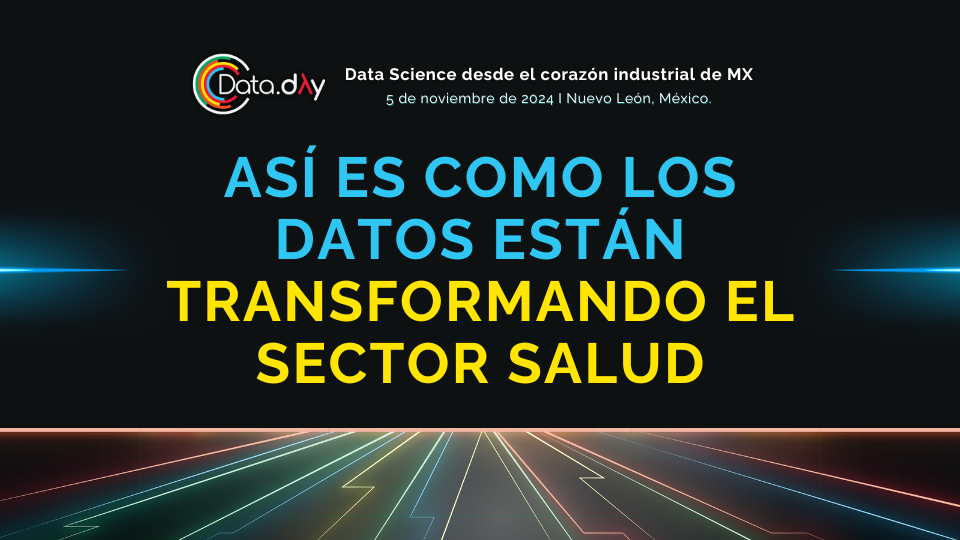 Data.dλy
Data Science desde el corazón industrial de MX
5 de noviembre de 2024 I Nuevo León, México.
ASÍ ES COMO LOS
DATOS ESTÁN
TRANSFORMANDO EL
SECTOR SALUD